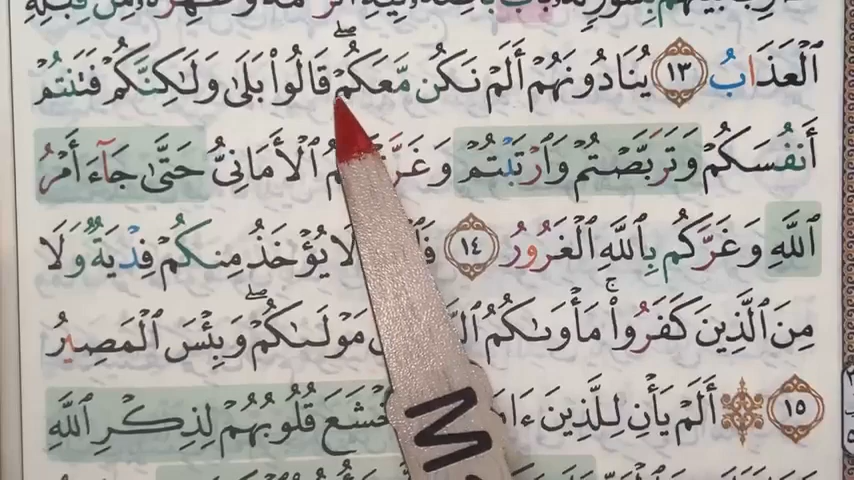 ٱلْعَذَابُ ١٣ يُنَادُونَهُمْ أَلَمْ نَكُن مَّعَكُمْ ۖ قَالُوا۟ بَلَىٰ وَلَـٰكِنَّكُمْ فَتَنتُمْ
أَنفُسَكُمْ وَتَرَبَّصْتُمْ وَٱرْتَبْتُمْ ٱلْأَمَانِىُّ حَتَّىٰ جَآءَ أَمْرُ
ٱللَّهِ وَغَرَّكُم بِٱللَّهِ ٱلْغَرُورُ ١٤ لَا يُؤْخَذُ مِنكُمْ فِدْيَةٌ وَلَا
مِنَ ٱلَّذِينَ كَفَرُوا۟ ۚ مَأْوَىٰكُمُ مَوْلَىٰكُمْ ۖ وَبِئْسَ ٱلْمَصِيرُ
١٥ أَلَمْ يَأْنِ لِلَّذِينَ قُلُوبُهُمْ لِذِكْرِ ٱللَّهِ